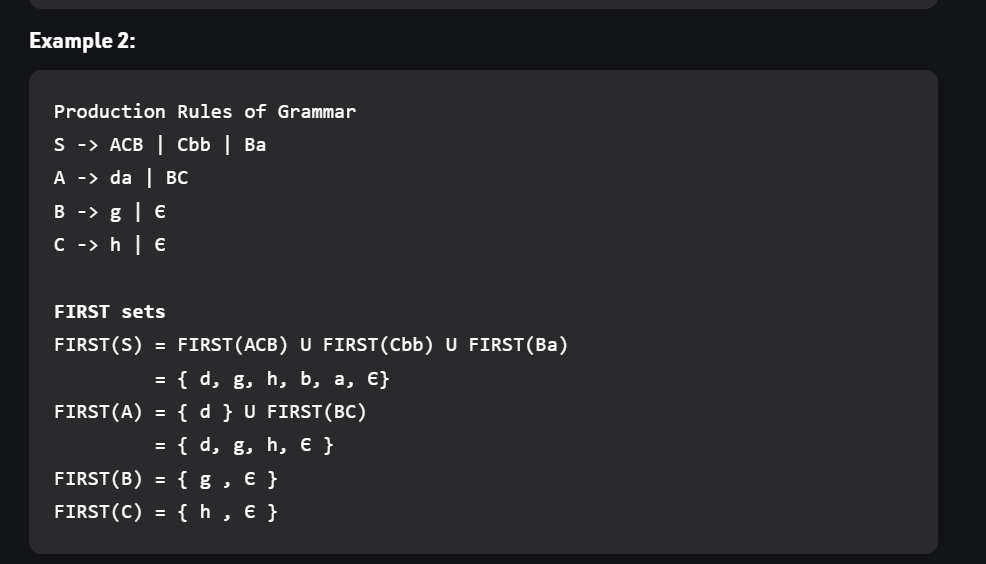 Example 2:
Production Rules of Grammar
S -> ACB | Cbb | Ba
A -> da | BC
B -> g | Є
C -> h | Є
FIRST sets
FIRST(S) = FIRST(ACB) U FIRST(Cbb) U FIRST(Ba)
= { d, g, h, b, a, Є}
FIRST(A) = { d } U FIRST(BC)
= { d, g, h, Є }
FIRST(B) = { g , Є }
FIRST(C) = { h , Є }